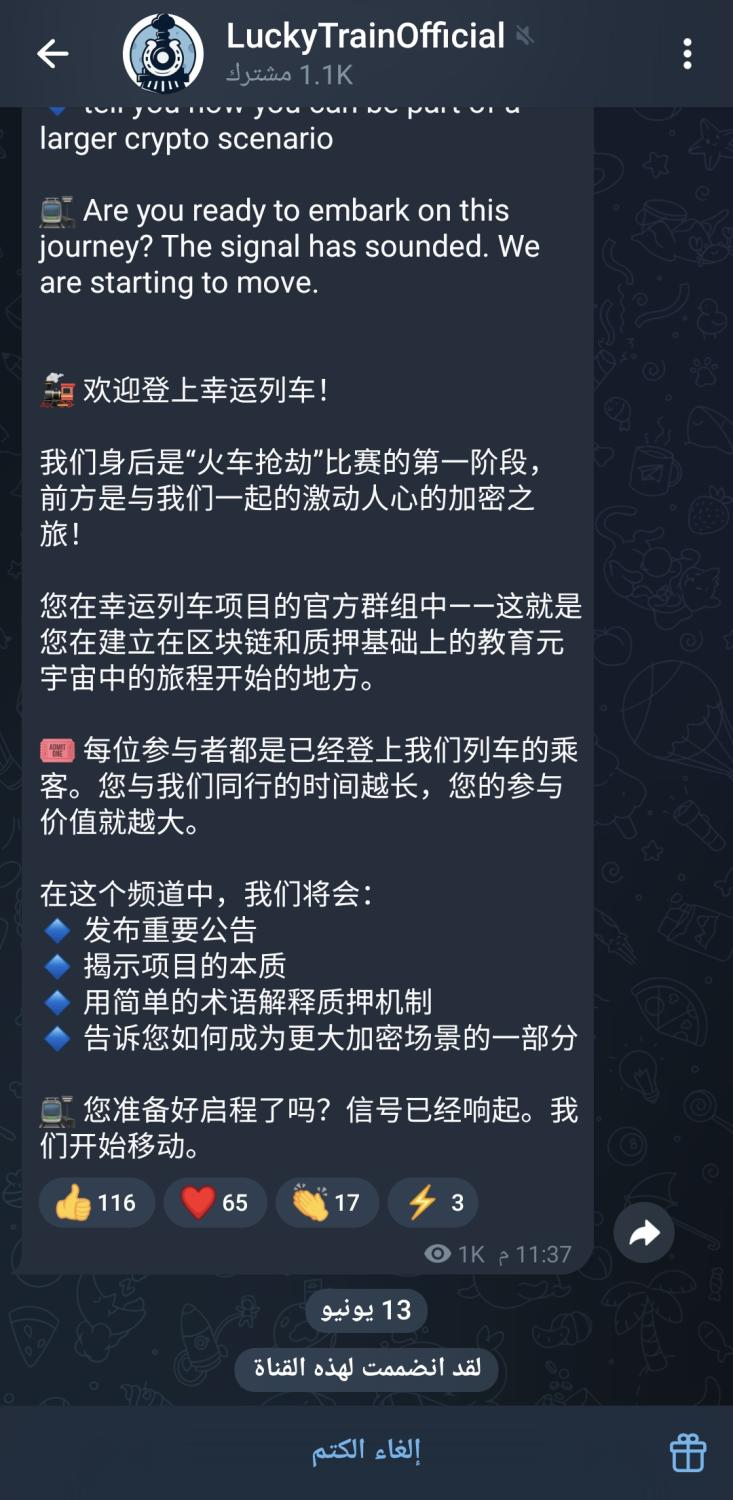 LuckyTrainOfficial
1.1K مشترك
tell you how you can be part of a
larger crypto scenario
Are you ready to embark on this
journey? The signal has sounded. We
are starting to move.
欢迎登上幸运列车！
我们身后是“火车抢劫”比赛的第一阶段，
前方是与我们一起的激动人心的加密之
旅！
您在幸运列车项目的官方群组中——这就是
您在建立在区块链和质押基础上的教育元
宇宙中的旅程开始的地方。
🎟 每位参与者都是已经登上我们列车的乘
客。您与我们同行的时间越长，您的参与
价值就越大。
在这个频道中，我们将会：
🔷 发布重要公告
🔷 揭示项目的本质
🔷 用简单的术语解释质押机制
🔷 告诉您如何成为更大加密场景的一部分
您准备好启程了吗？信号已经响起。我
们开始移动。
👍 116 ❤️ 65 👏 17 ⚡ 3
1K 11:37 م
13 يونيو
لقد انضممت لهذه القناة
إلغاء الكتم